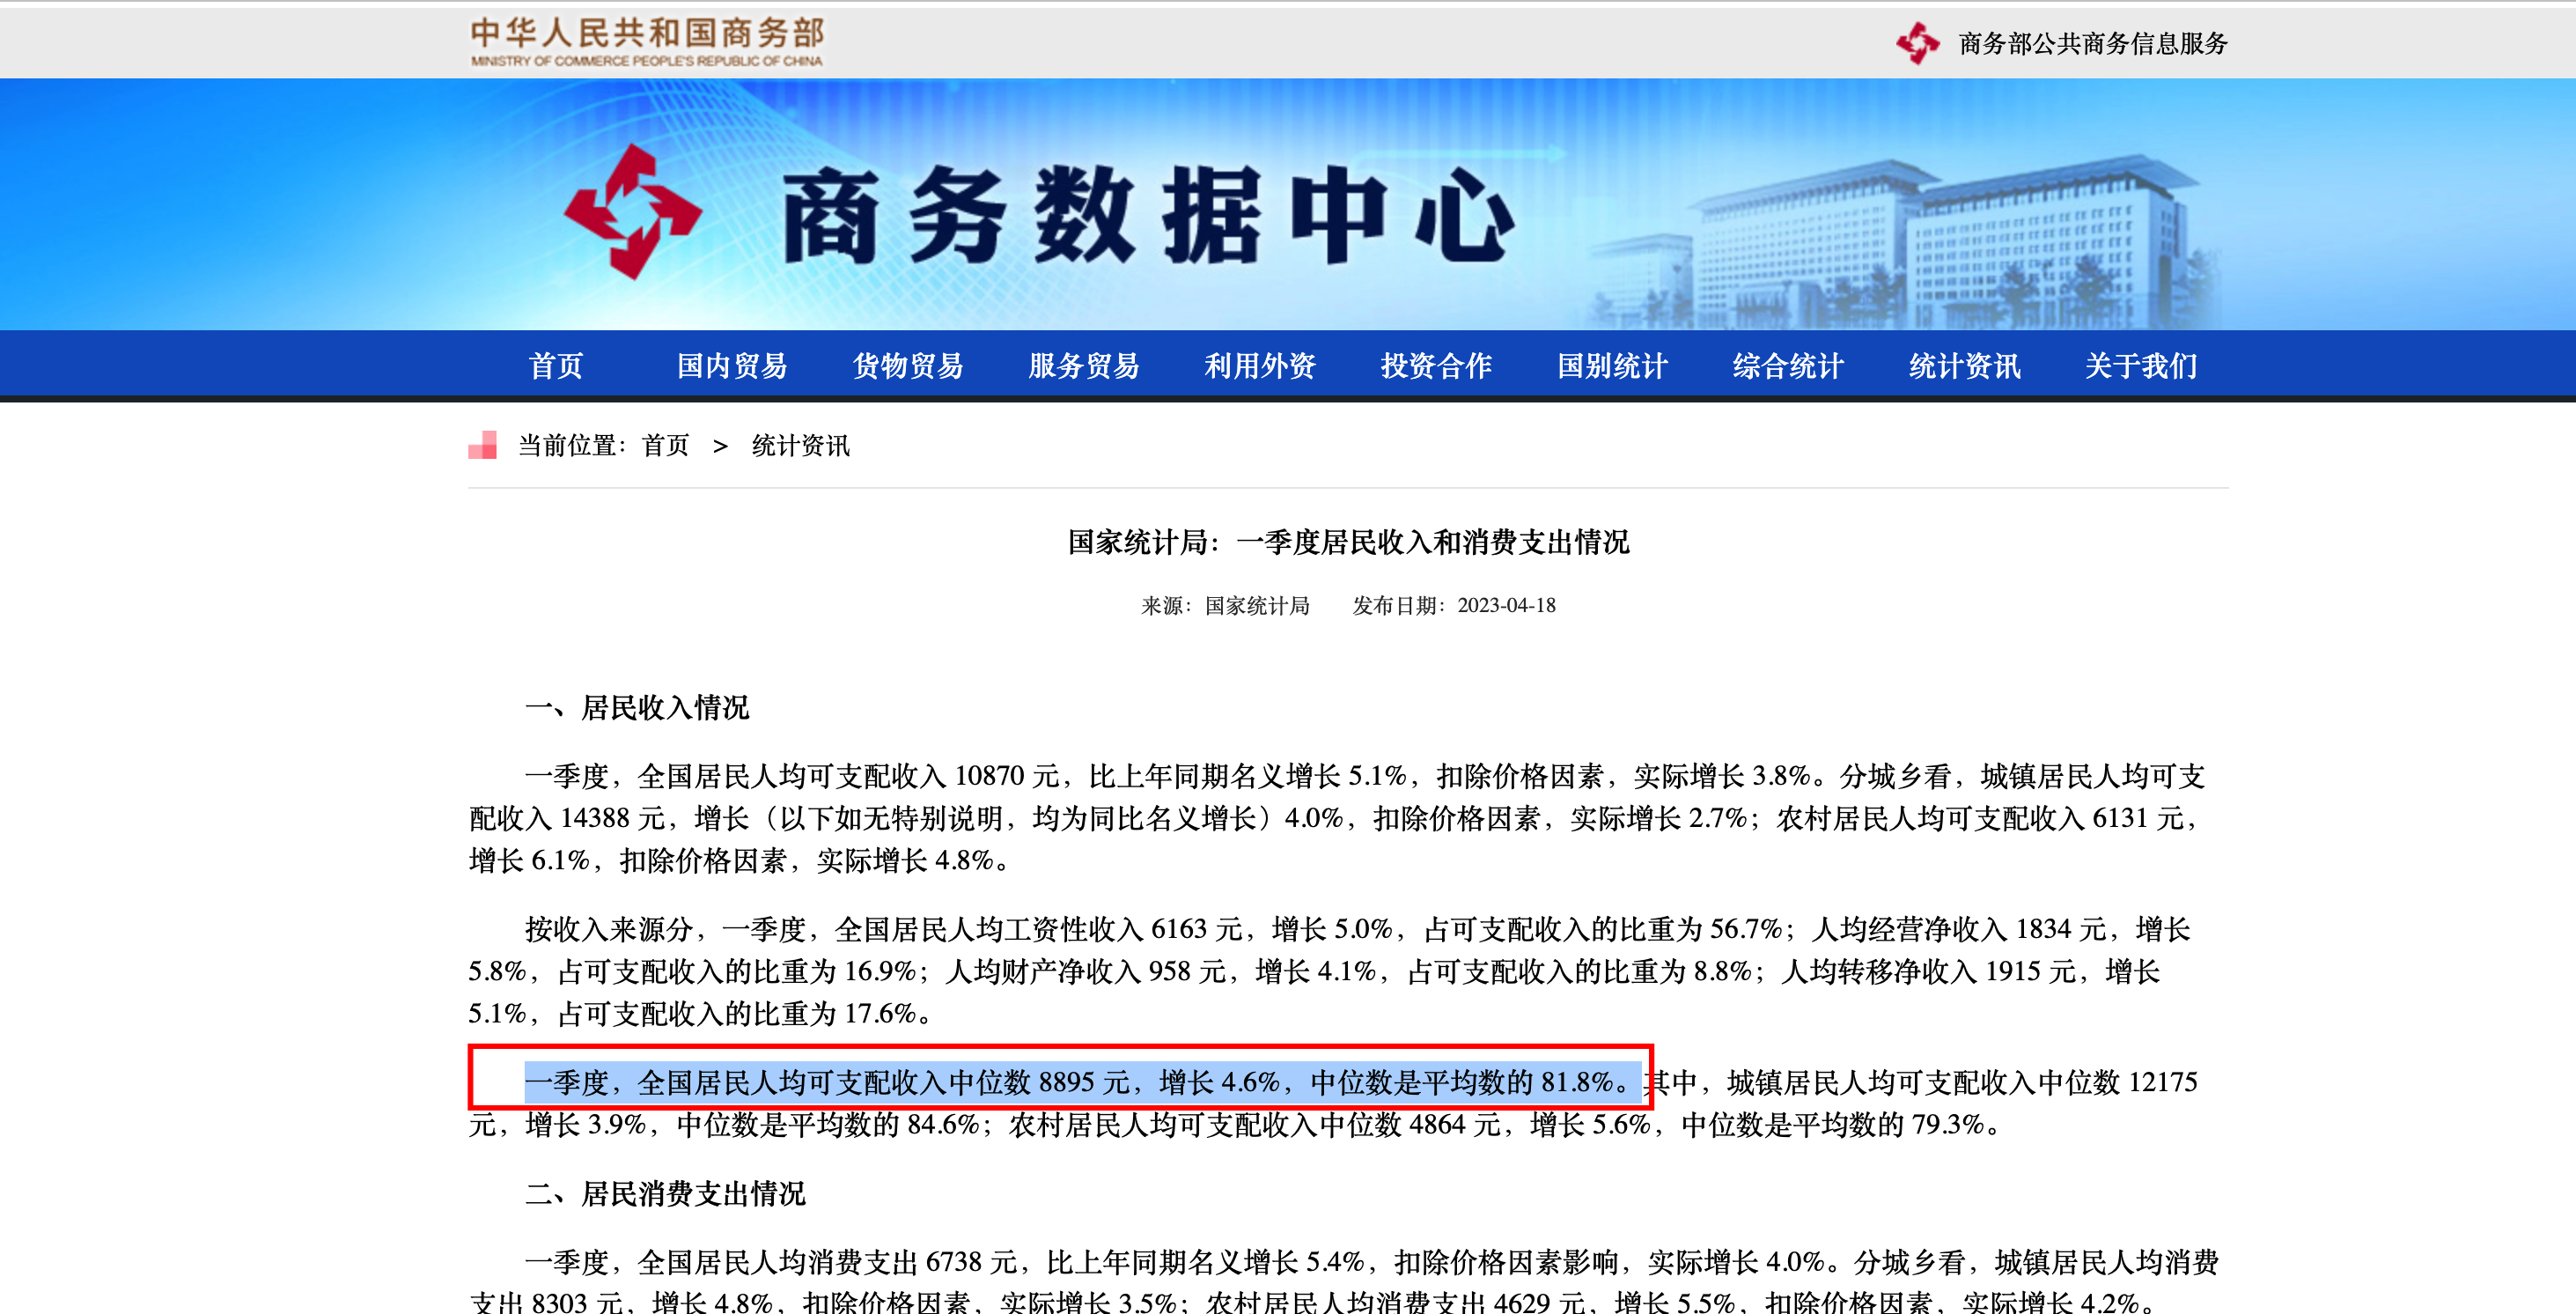 中华人民共和国商务部
MINISTRY OF COMMERCE PEOPLE'S REPUBLIC OF CHINA
商务部公共商务信息服务
商务数据中心
首页 国内贸易 货物贸易 服务贸易 利用外资 投资合作 国别统计 综合统计 统计资讯 关于我们
当前位置：首页 > 统计资讯
国家统计局：一季度居民收入和消费支出情况
来源：国家统计局 发布日期：2023-04-18
一、居民收入情况
一季度，全国居民人均可支配收入 10870 元，比上年同期名义增长 5.1%，扣除价格因素，实际增长 3.8%。分城乡看，城镇居民人均可支
配收入 14388 元，增长（以下如无特别说明，均为同比名义增长）4.0%，扣除价格因素，实际增长 2.7%；农村居民人均可支配收入 6131 元，
增长 6.1%，扣除价格因素，实际增长 4.8%。
按收入来源分，一季度，全国居民人均工资性收入 6163 元，增长 5.0%，占可支配收入的比重为 56.7%；人均经营净收入 1834 元，增长
5.8%，占可支配收入的比重为 16.9%；人均财产净收入 958 元，增长 4.1%，占可支配收入的比重为 8.8%；人均转移净收入 1915 元，增长
5.1%，占可支配收入的比重为 17.6%。
一季度，全国居民人均可支配收入中位数 8895 元，增长 4.6%，中位数是平均数的 81.8%。其中，城镇居民人均可支配收入中位数 12175
元，增长 3.9%，中位数是平均数的 84.6%；农村居民人均可支配收入中位数 4864 元，增长 5.6%，中位数是平均数的 79.3%。
二、居民消费支出情况
一季度，全国居民人均消费支出 6738 元，比上年同期名义增长 5.4%，扣除价格因素影响，实际增长 4.0%。分城乡看，城镇居民人均消费
支出 8303 元，增长 4.8%，扣除价格因素，实际增长 3.5%；农村居民人均消费支出 4629 元，增长 5.5%，扣除价格因素，实际增长 4.2%。